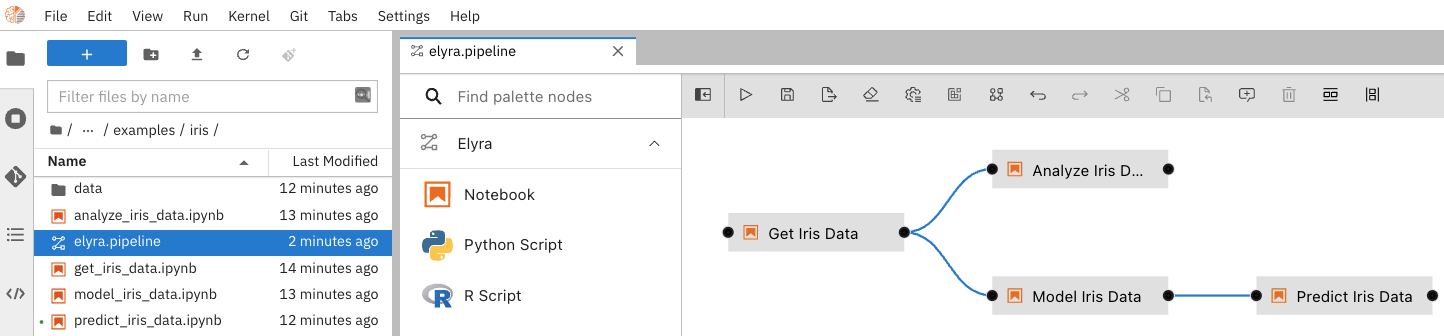 File Edit View Run Kernel Git Tabs Settings Help
+
elyra.pipeline
Filter files by name
/ ··· / examples / iris /
Name Last Modified
data 12 minutes ago
analyze_iris_data.ipynb 13 minutes ago
elyra.pipeline 2 minutes ago
get_iris_data.ipynb 14 minutes ago
model_iris_data.ipynb 13 minutes ago
predict_iris_data.ipynb 12 minutes ago
Find palette nodes
Elyra
Notebook
Python Script
R Script
Analyze Iris D...
Get Iris Data
Model Iris Data
Predict Iris Data